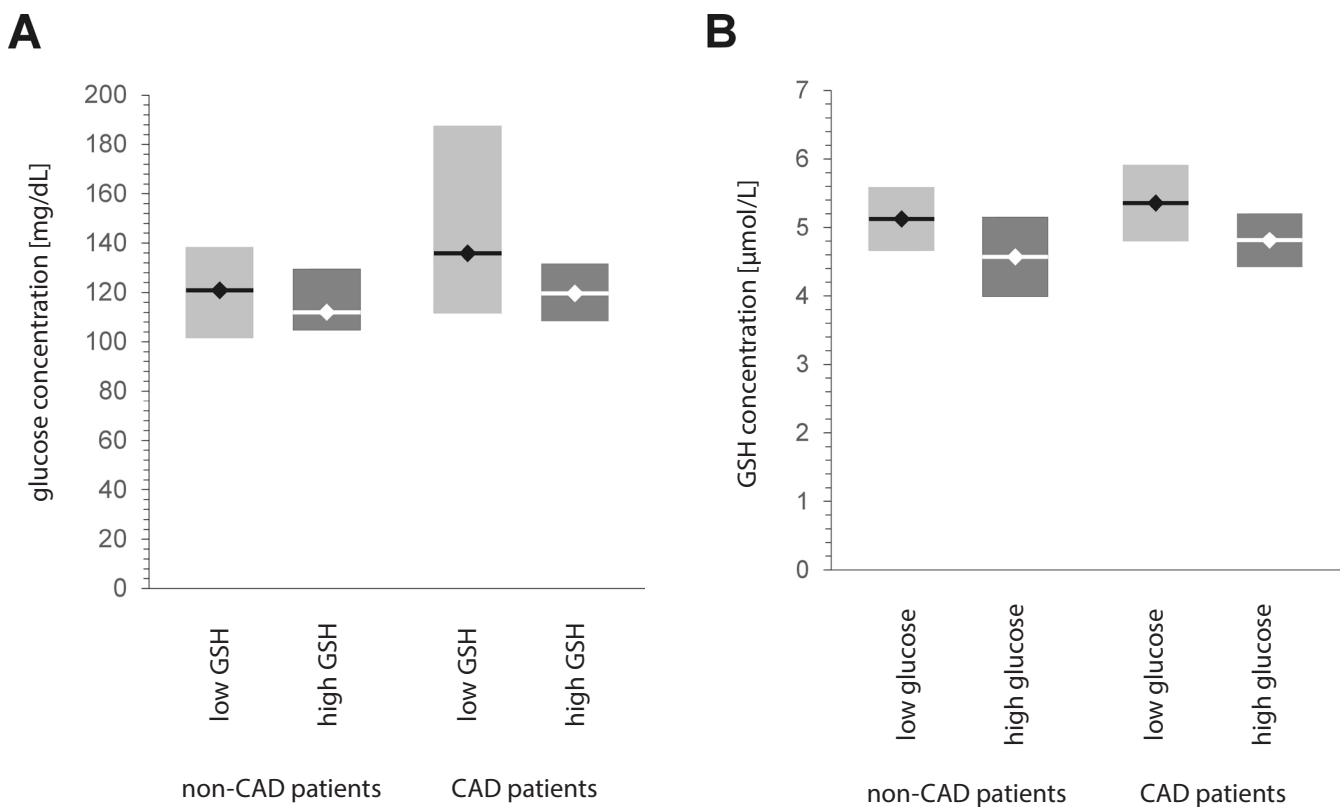 A
glucose concentration [mg/dL]
200
180
160
140
120
100
80
60
40
20
0
low GSH
high GSH
low GSH
high GSH
non-CAD patients
CAD patients
B
GSH concentration [µmol/L]
7
6
5
4
3
2
1
0
low glucose
high glucose
low glucose
high glucose
non-CAD patients
CAD patients